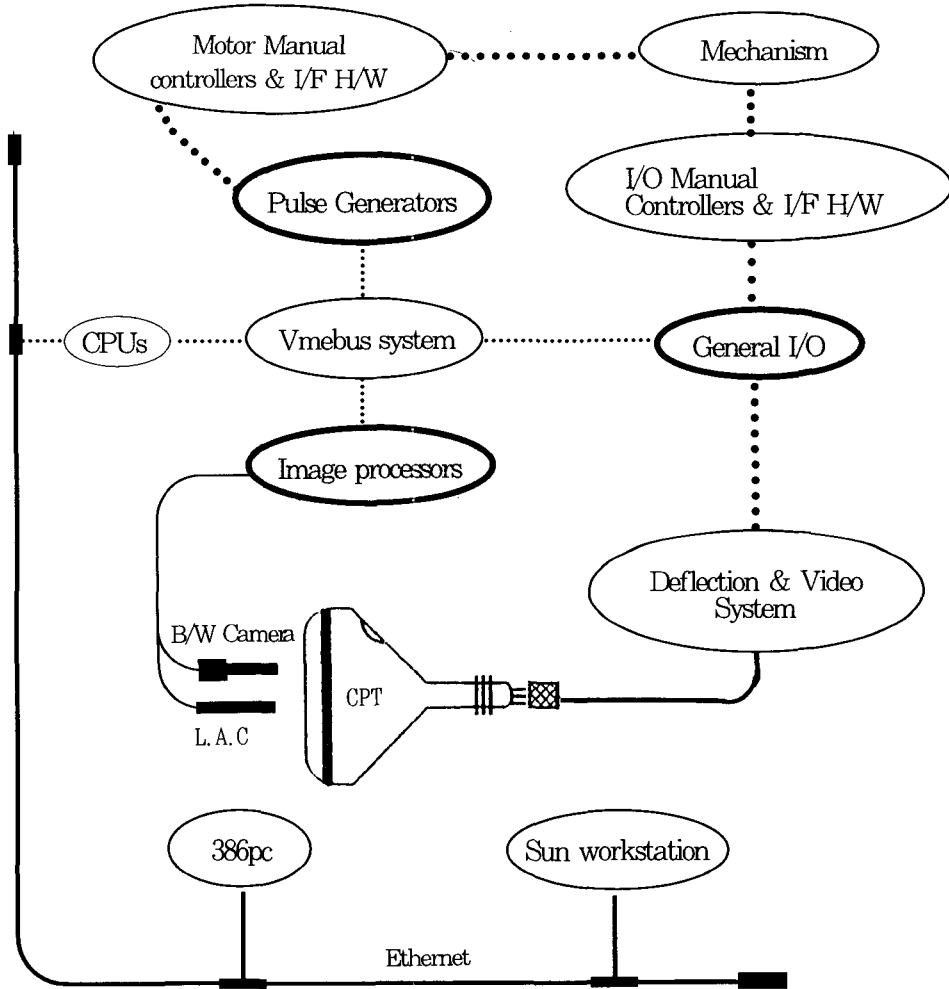 Motor Manual
controllers & I/F H/W
Mechanism
I/O Manual
Controllers & I/F H/W
Pulse Generators
CPUs
Vmebus system
General I/O
Image processors
Deflection & Video
System
B/W Camera
CPT
L.A.C
386pc
Sun workstation
Ethernet